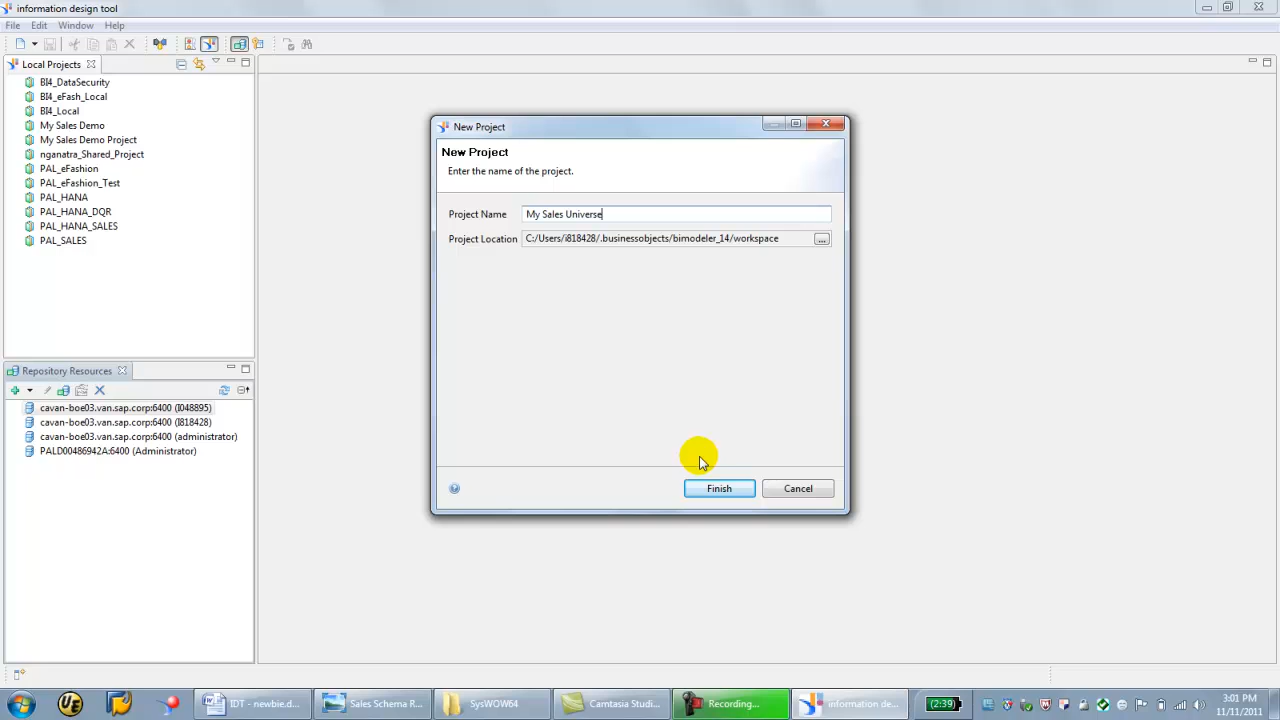 information design tool
File Edit Window Help
Local Projects
BI4_DataSecurity
BI4_eFash_Local
BI4_Local
My Sales Demo
My Sales Demo Project
nganatra_Shared_Project
PAL_eFashion
PAL_eFashion_Test
PAL_HANA
PAL_HANA_DQR
PAL_HANA_SALES
PAL_SALES
Repository Resources
cavan-boe03.van.sap.corp:6400 (I048895)
cavan-boe03.van.sap.corp:6400 (I818428)
cavan-boe03.van.sap.corp:6400 (administrator)
PALD00486942A:6400 (Administrator)
New Project
New Project
Enter the name of the project.
Project Name My Sales Universe
Project Location C:/Users/i818428/.businessobjects/bimodeler_14/workspace ...
Finish Cancel
UE IDT - newbie.d... Sales Schema R... SysWOW64 Camtasia Studi... Recording... information de... (2:39) 3:01 PM
11/11/2011